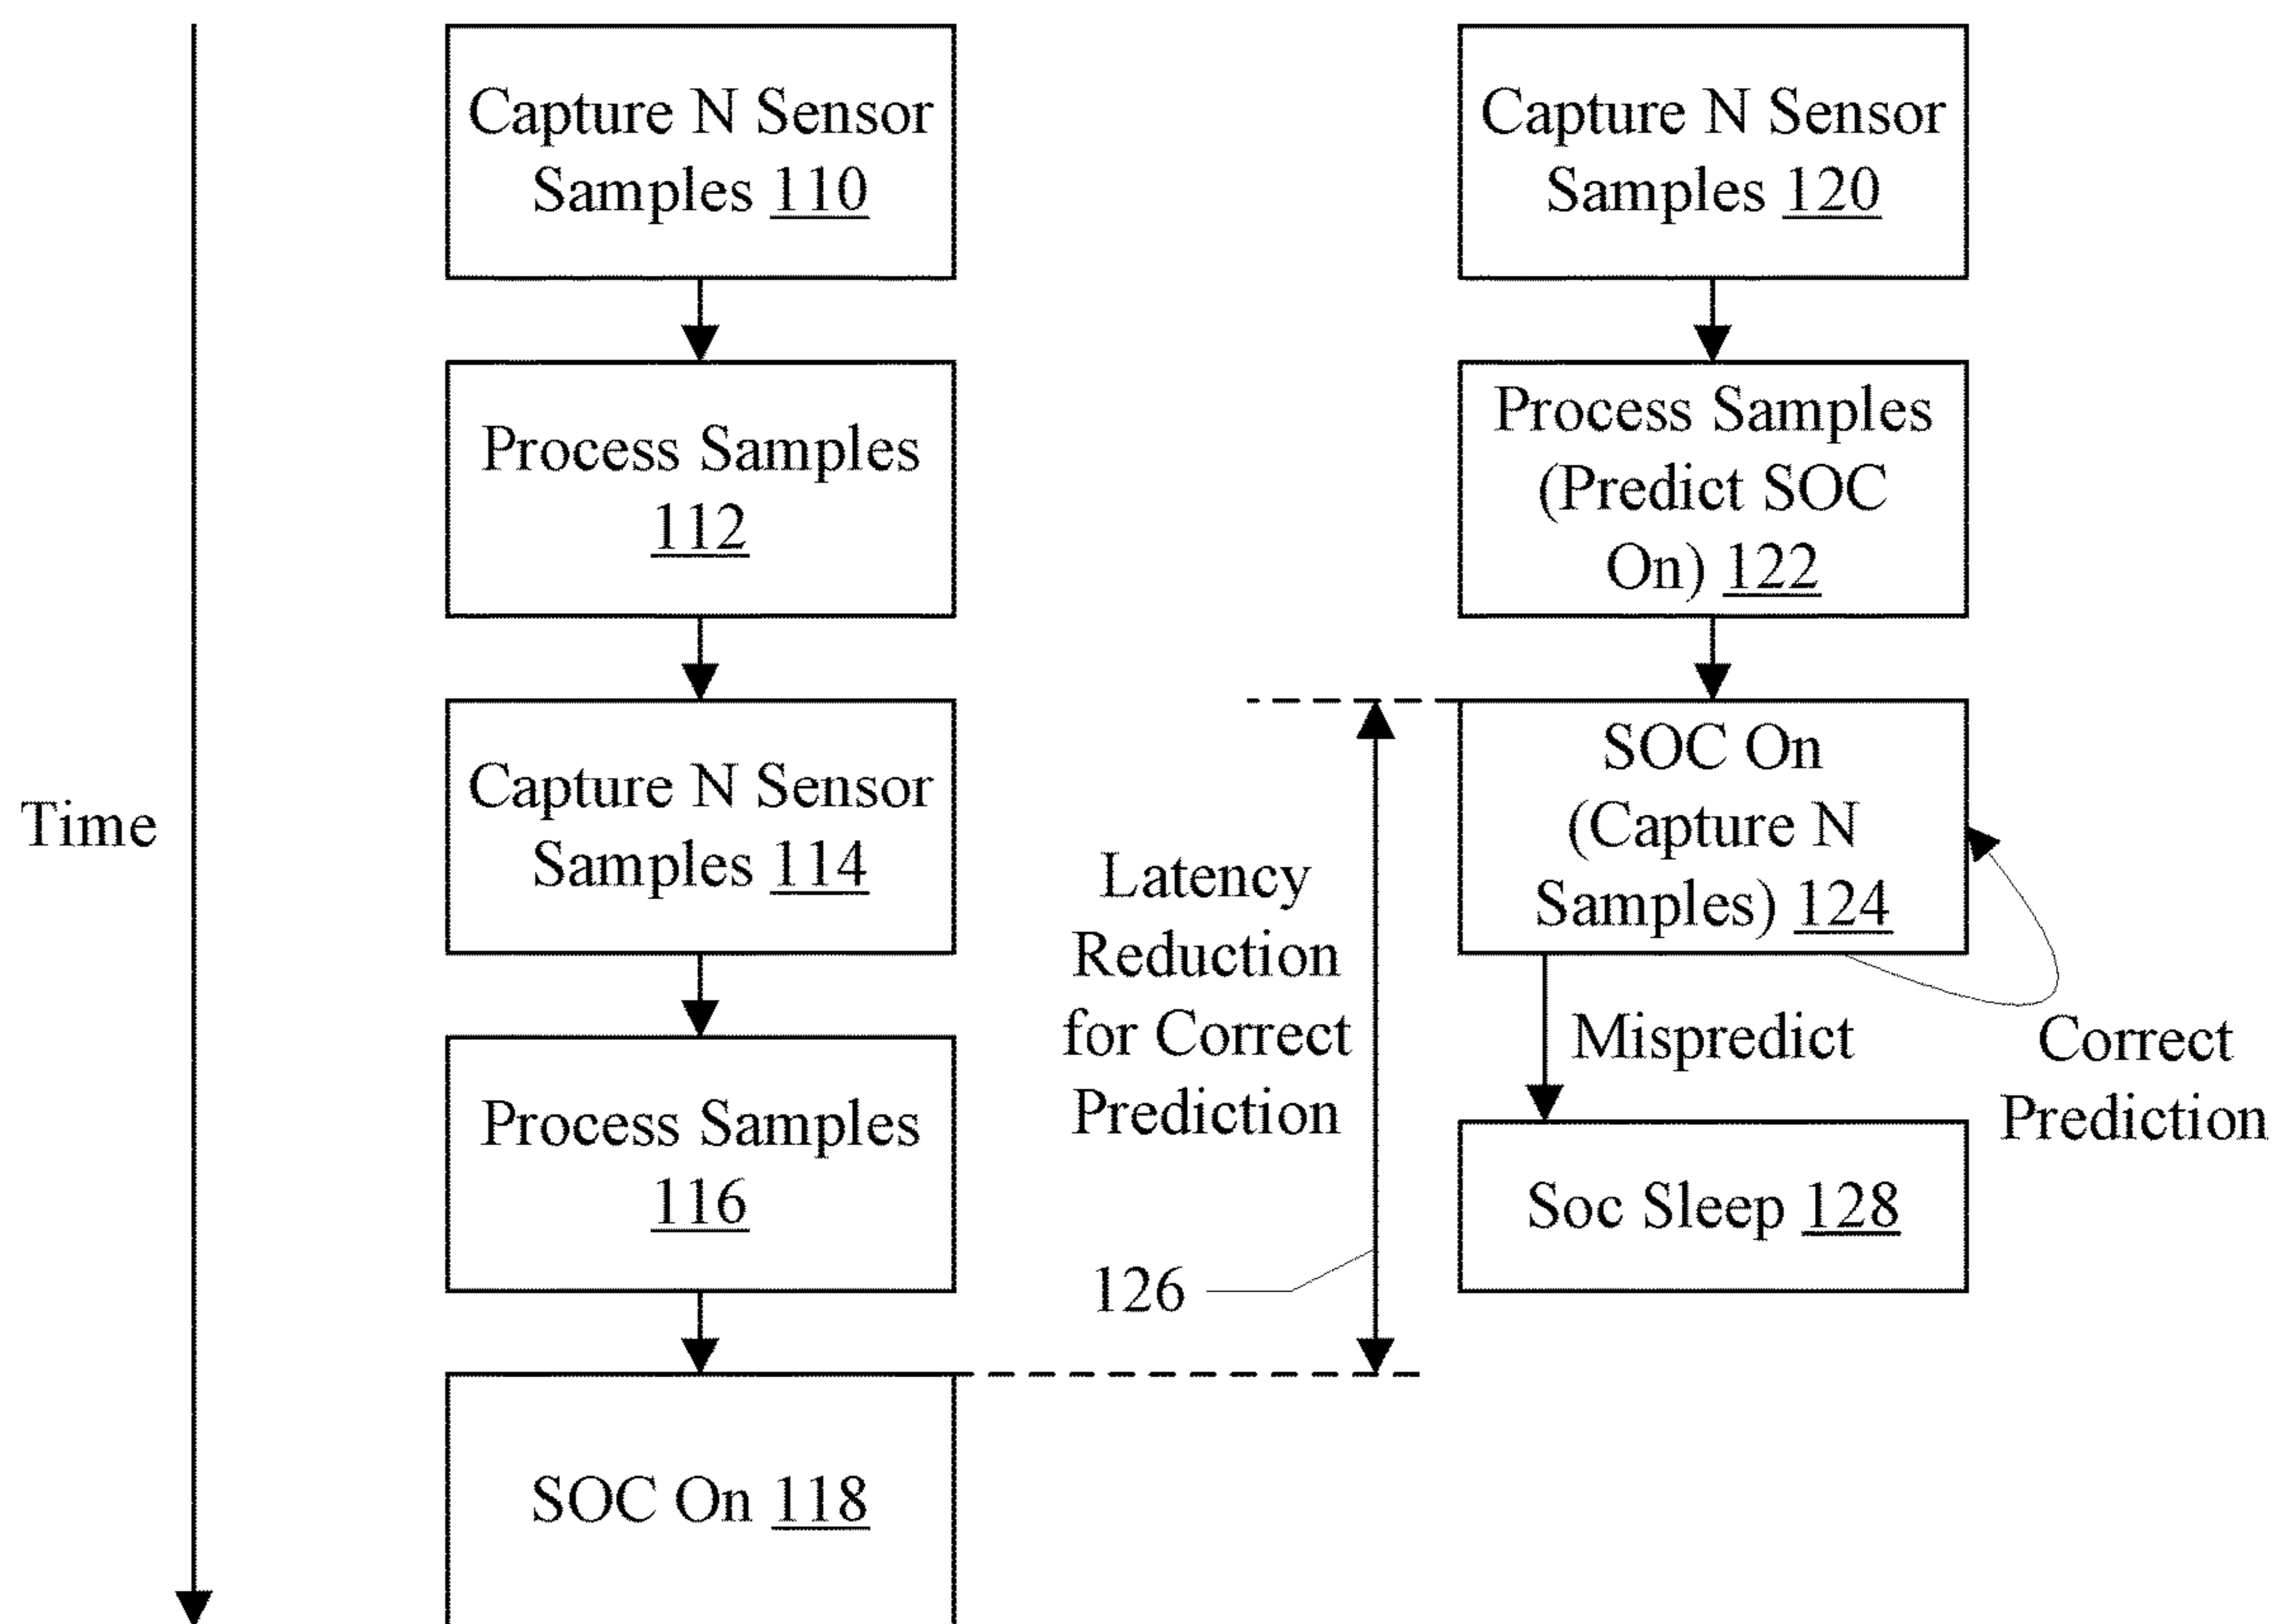 Time
Capture N Sensor
Samples 110
Process Samples
112
Capture N Sensor
Samples 114
Process Samples
116
SOC On 118
Latency
Reduction
for Correct
Prediction
126
Capture N Sensor
Samples 120
Process Samples
(Predict SOC
On) 122
SOC On
(Capture N
Samples) 124
Mispredict
Correct
Prediction
Soc Sleep 128